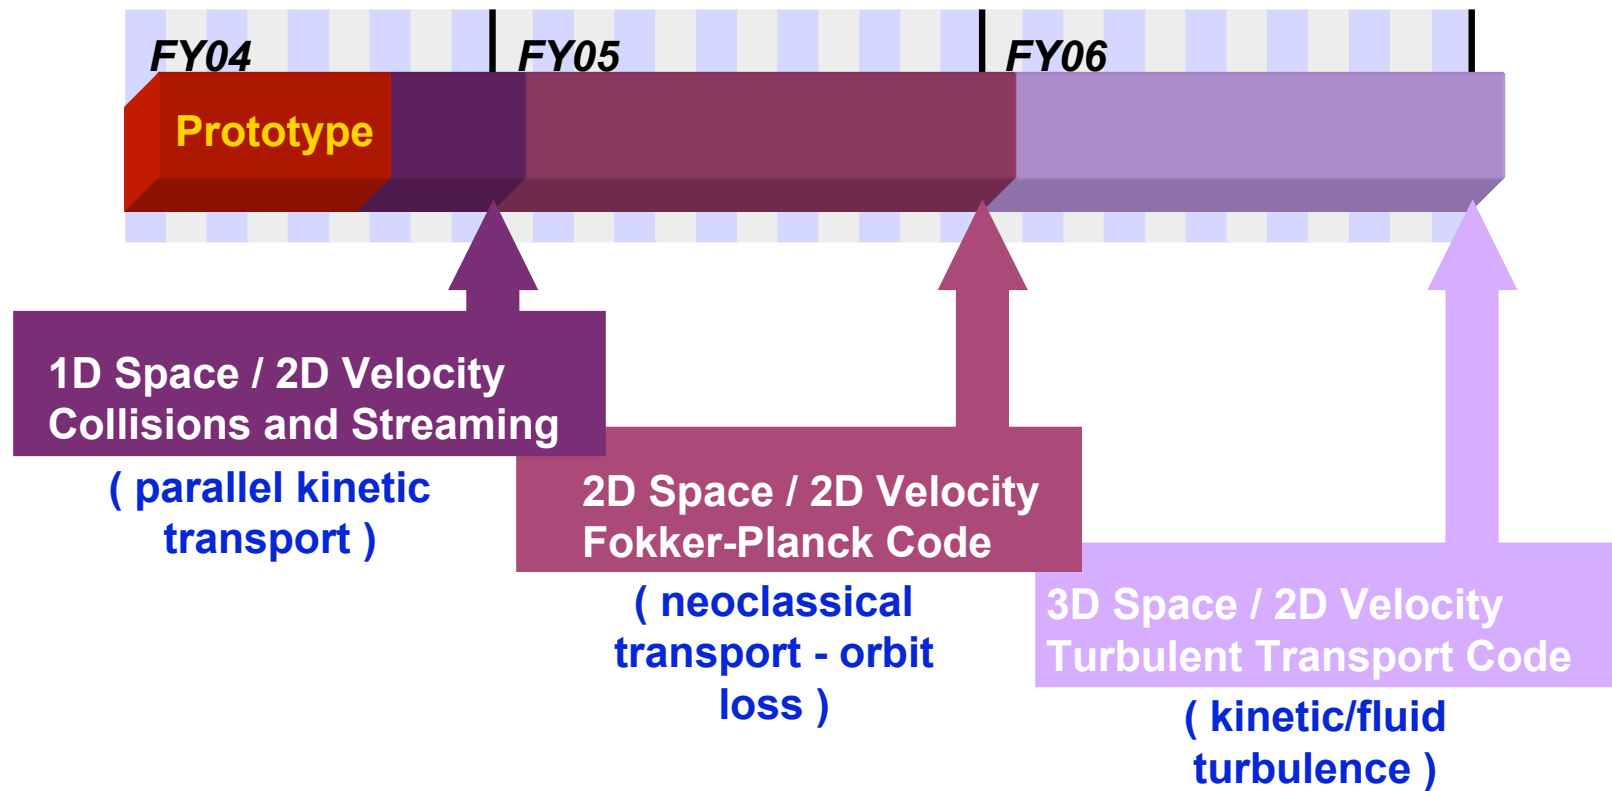 FY04
FY05
FY06
Prototype
1D Space / 2D Velocity
Collisions and Streaming
( parallel kinetic
transport )
2D Space / 2D Velocity
Fokker-Planck Code
( neoclassical
transport - orbit
loss )
3D Space / 2D Velocity
Turbulent Transport Code
( kinetic/fluid
turbulence )